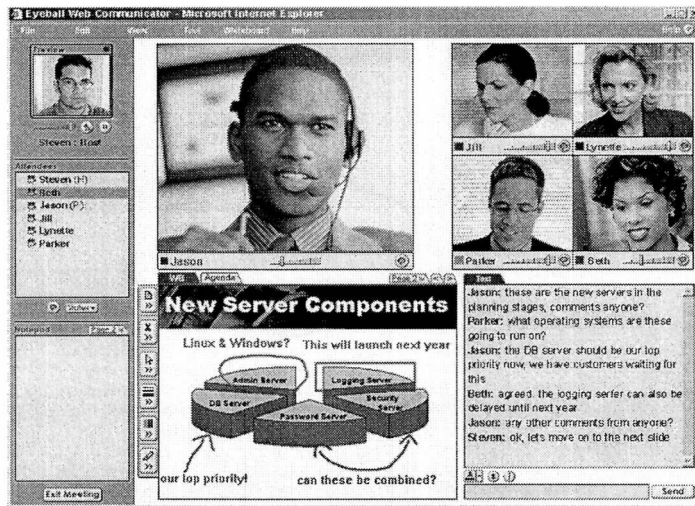 Eyeball Web Communicator - Microsoft Internet Explorer
File Edit View Tool Whiteboard Help
Preview
Steven : Host
Attendees
Steven (H)
Beth
Jason (P)
Jill
Lynette
Parker
Notepad Page 2
Exit Meeting
Jason
Jill Lynette
Parker Beth
WB Agenda Page 2
New Server Components
Linux & Windows? This will launch next year
Admin Server Logging Server
DB Server Security
Server
Password Server
our top priority! can these be combined?
Text
Jason: these are the new servers in the
planning stages, comments anyone?
Parker: what operating systems are these
going to run on?
Jason: the DB server should be our top
priority now, we have customers waiting for
this
Beth: agreed. the logging serfer can also be
delayed until next year
Jason: any other comments from anyone?
Steven: ok, lets move on to the next slide
Send